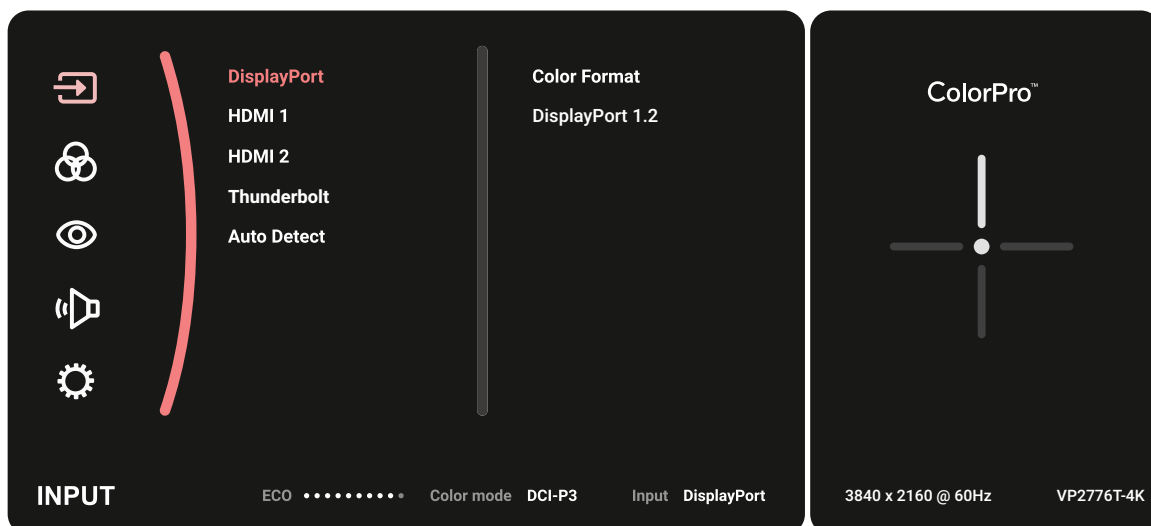 DisplayPort
HDMI 1
HDMI 2
Thunderbolt
Auto Detect
Color Format
DisplayPort 1.2
INPUT
ECO
Color mode DCI-P3
Input DisplayPort
ColorPro™
3840 x 2160 @ 60Hz
VP2776T-4K